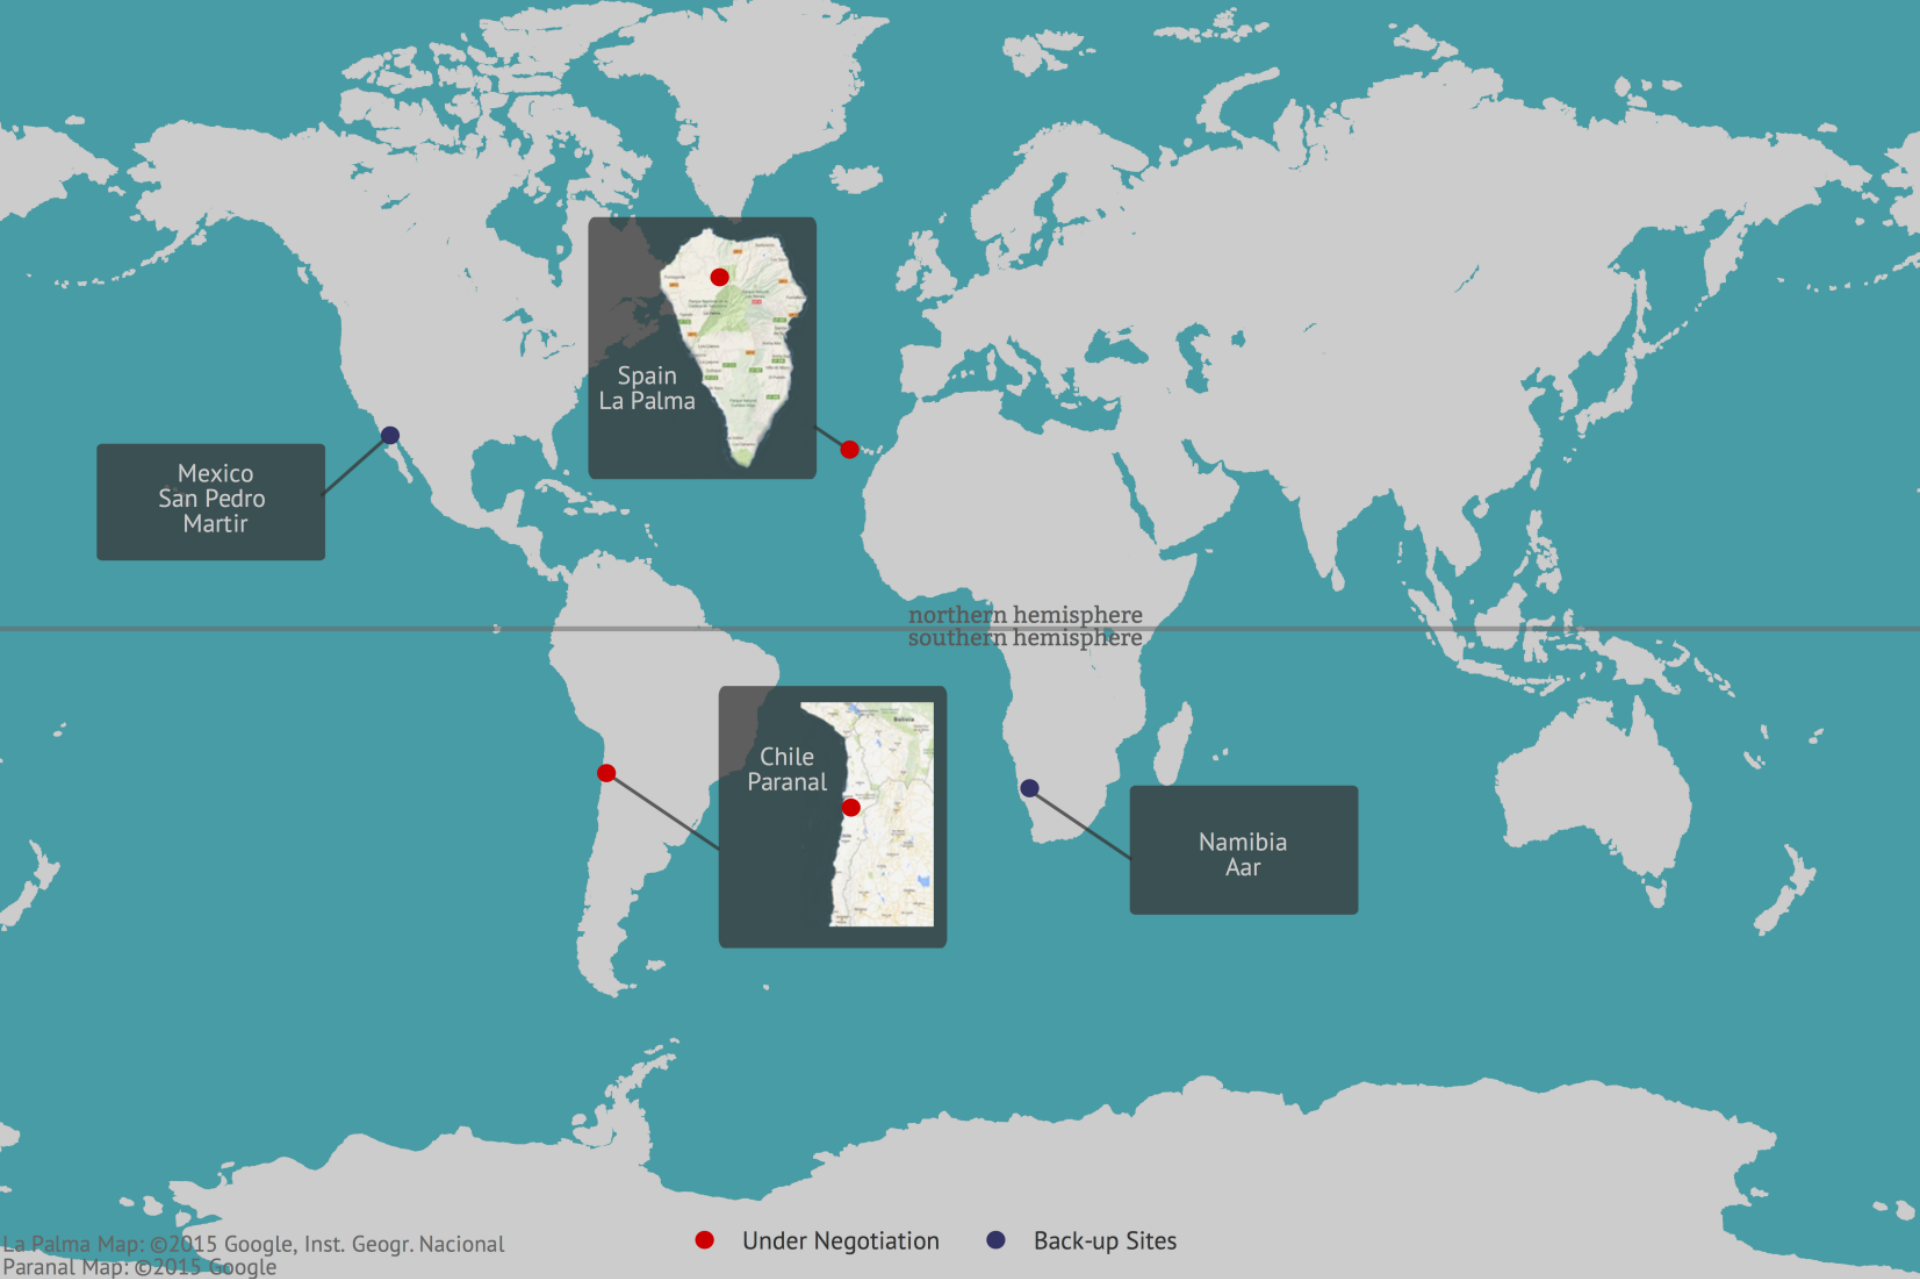 Spain
La Palma
Mexico
San Pedro
Martir
northern hemisphere
southern hemisphere
Bolivia
Chile
Paranal
Namibia
Aar
La Palma Map: ©2015 Google, Inst. Geogr. Nacional
Paranal Map: ©2015 Google
Under Negotiation
Back-up Sites